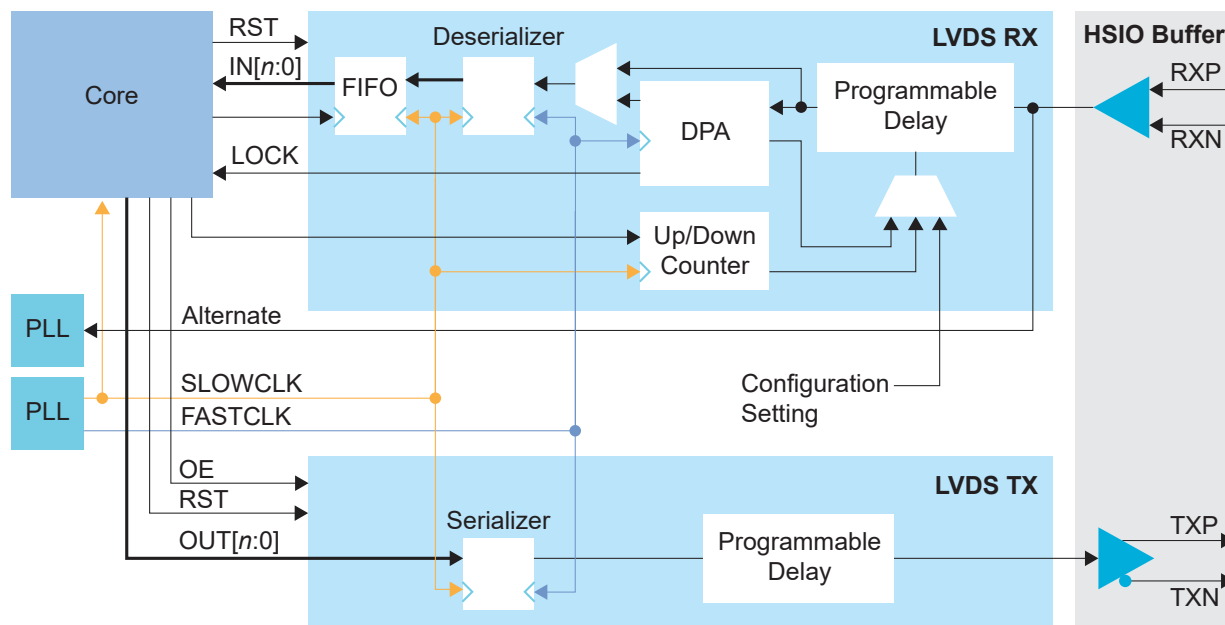 RST
Deserializer
LVDS RX
HSIO Buffer
IN[n:0]
Core
FIFO
RXP
Programmable
Delay
DPA
RXN
LOCK
Up/Down
Counter
Alternate
PLL
SLOWCLK
Configuration
Setting
PLL
FASTCLK
OE
LVDS TX
RST
Serializer
OUT[n:0]
Programmable
Delay
TXP
TXN